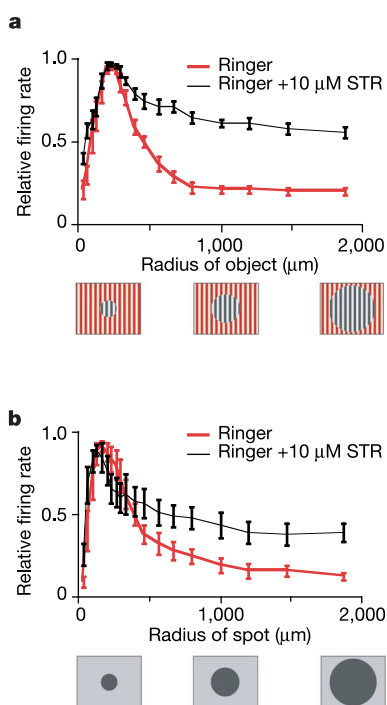 a
Relative firing rate
1.0
0.5
0
Ringer
Ringer +10 µM STR
0
1,000
2,000
Radius of object (µm)
b
Relative firing rate
1.0
0.5
0
Ringer
Ringer +10 µM STR
0
1,000
2,000
Radius of spot (µm)